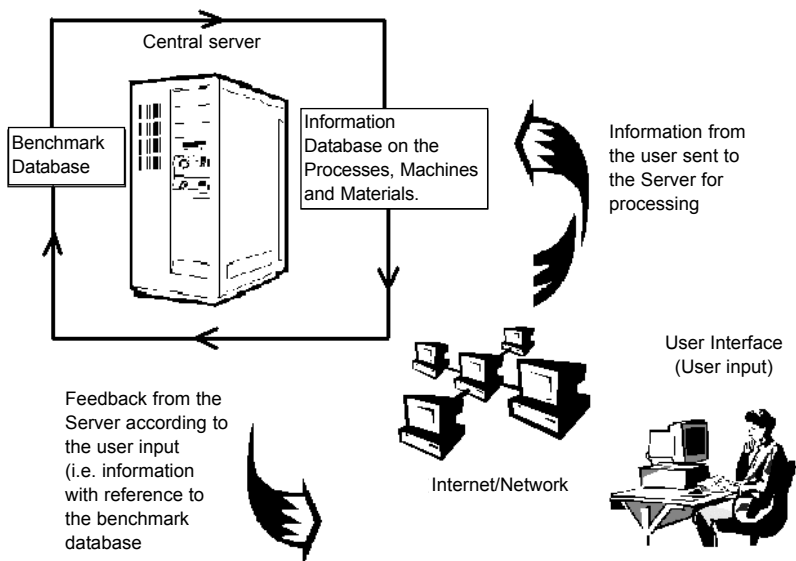 Central server
Benchmark
Database
Information
Database on the
Processes, Machines
and Materials.
Information from
the user sent to
the Server for
processing
User Interface
(User input)
Feedback from the
Server according to
the user input
(i.e. information
with reference to
the benchmark
database
Internet/Network